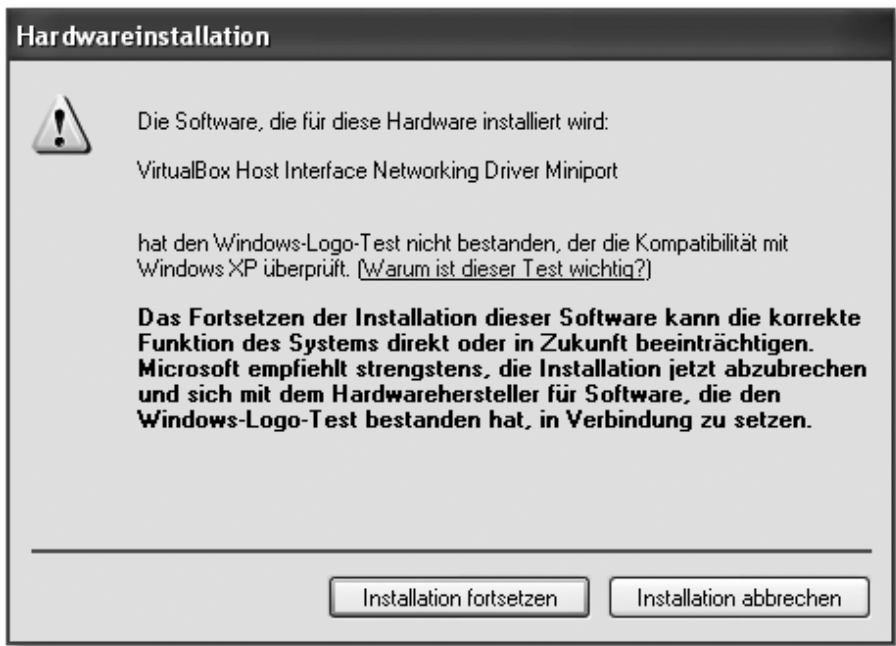 Hardwareinstallation
Die Software, die für diese Hardware installiert wird:
VirtualBox Host Interface Networking Driver Miniport
hat den Windows-Logo-Test nicht bestanden, der die Kompatibilität mit
Windows XP überprüft. (Warum ist dieser Test wichtig?)
Das Fortsetzen der Installation dieser Software kann die korrekte
Funktion des Systems direkt oder in Zukunft beeinträchtigen.
Microsoft empfiehlt strengstens, die Installation jetzt abzubrechen
und sich mit dem Hardwarehersteller für Software, die den
Windows-Logo-Test bestanden hat, in Verbindung zu setzen.
Installation fortsetzen
Installation abbrechen